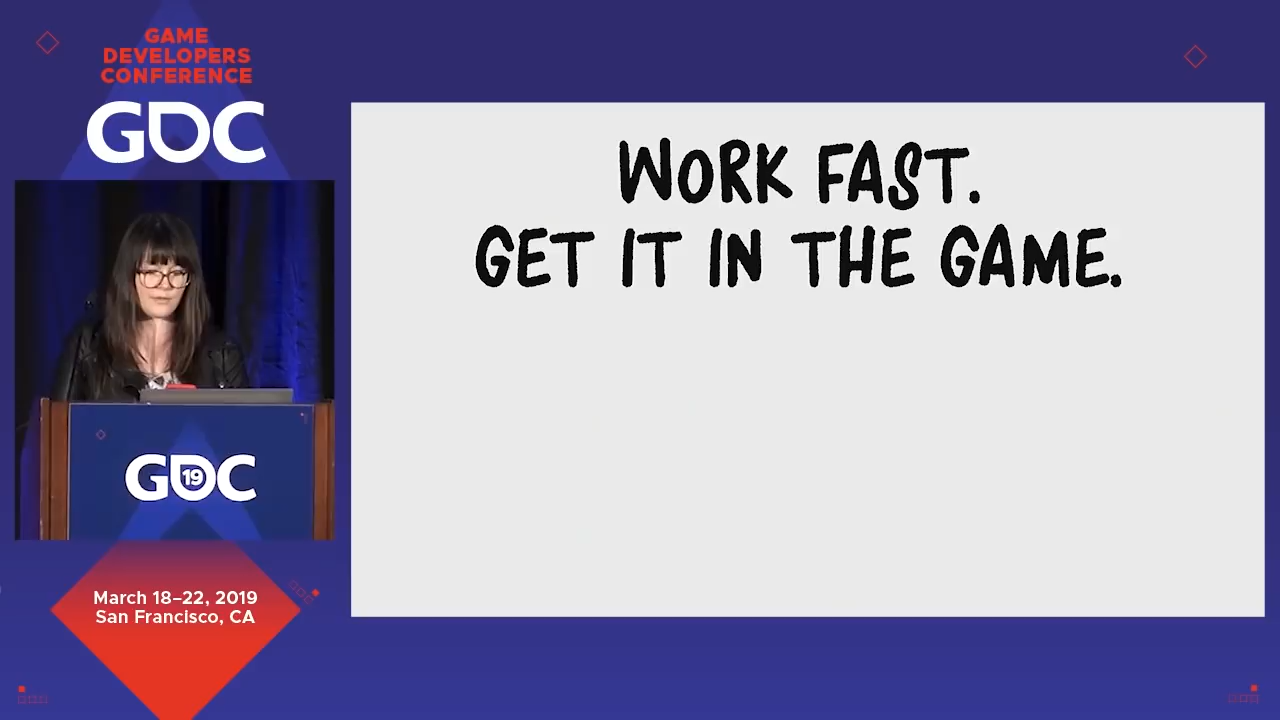 GAME
DEVELOPERS
CONFERENCE
GDC
WORK FAST.
GET IT IN THE GAME.
GDC
19
March 18–22, 2019
San Francisco, CA